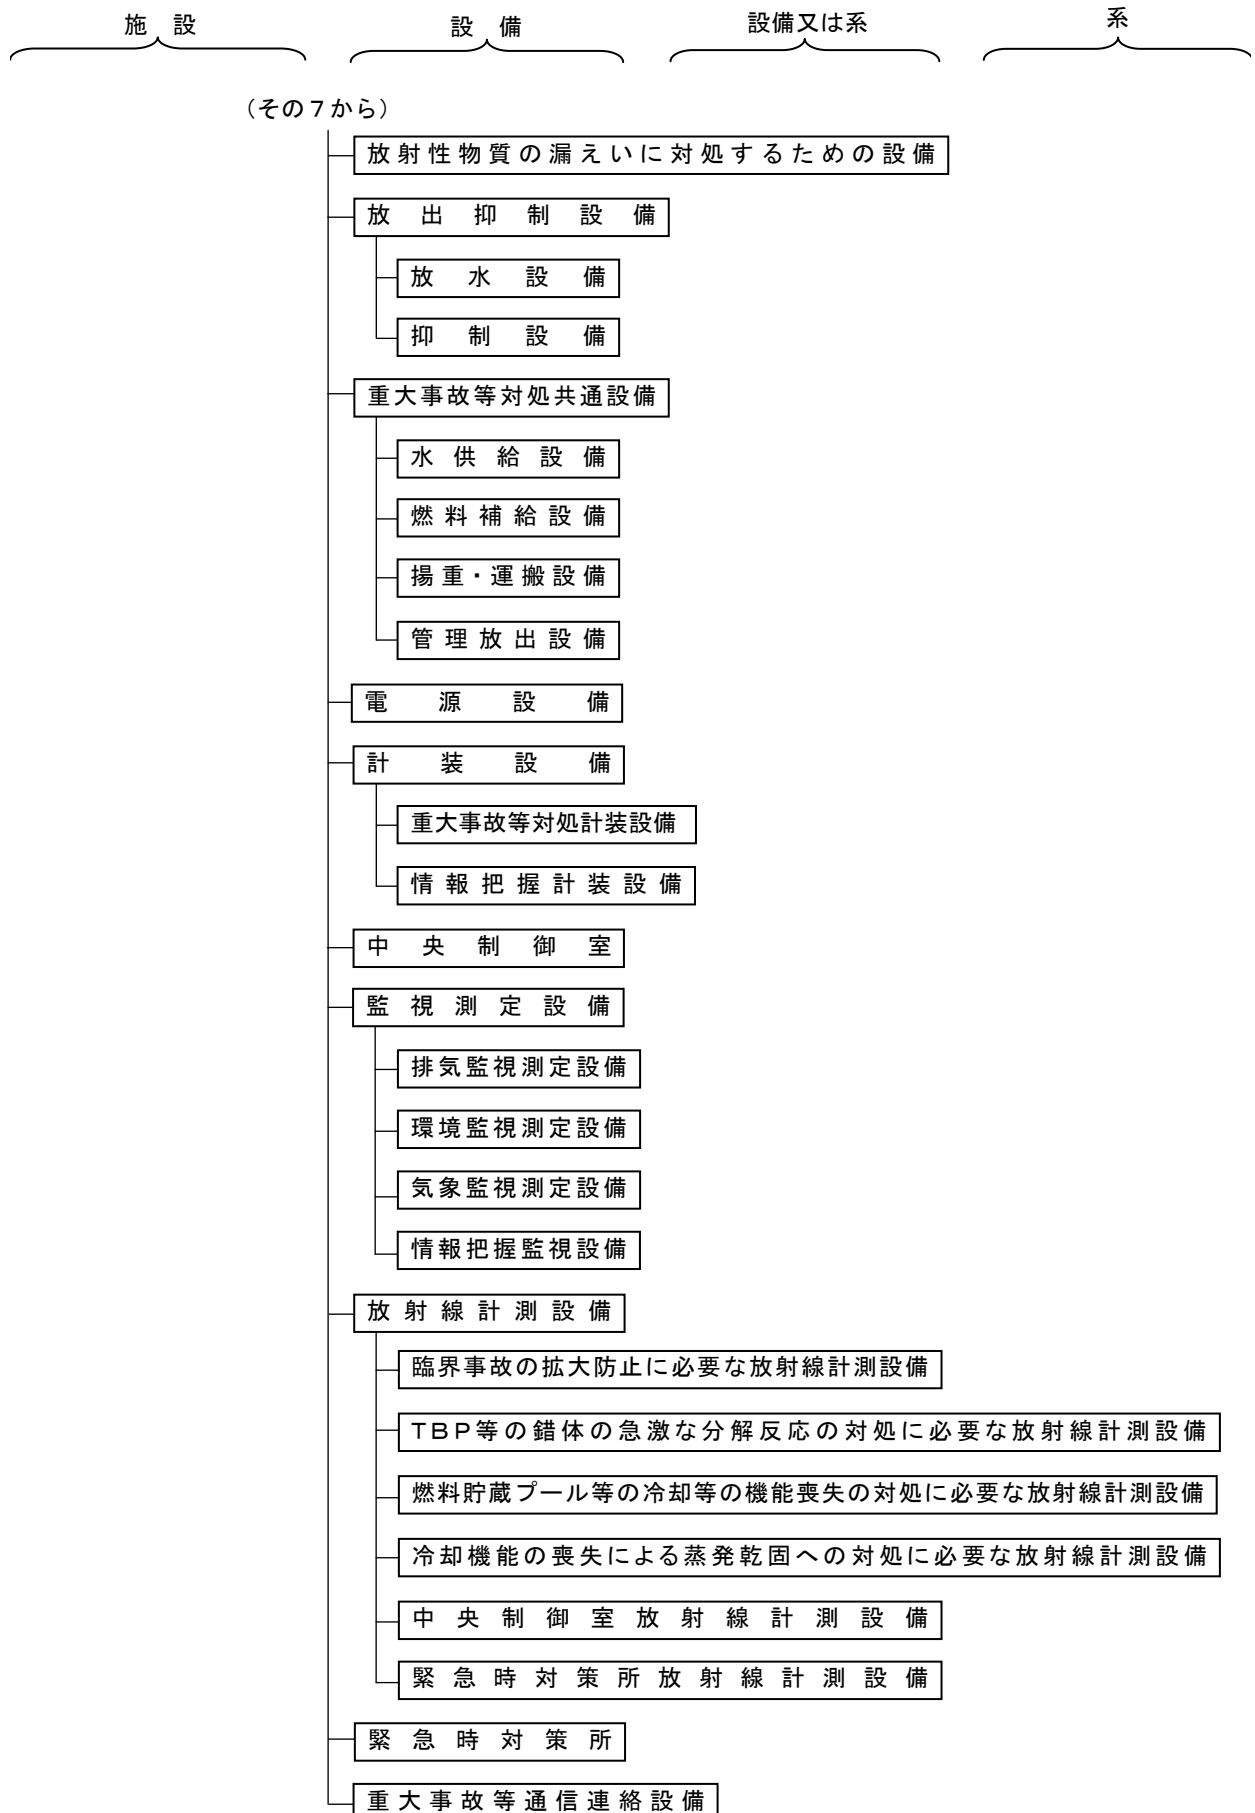 施 設
設 備
設備又は系
系
(その7から)
放射性物質の漏えいに対処するための設備
放出抑制設備
放水設備
抑制設備
重大事故等対処共通設備
水供給設備
燃料補給設備
揚重・運搬設備
管理放出設備
電源設備
計装設備
重大事故等対処計装設備
情報把握計装設備
中央制御室
監視測定設備
排気監視測定設備
環境監視測定設備
気象監視測定設備
情報把握監視設備
放射線計測設備
臨界事故の拡大防止に必要な放射線計測設備
TBP等の錯体の急激な分解反応の対処に必要な放射線計測設備
燃料貯蔵プール等の冷却等の機能喪失の対処に必要な放射線計測設備
冷却機能の喪失による蒸発乾固への対処に必要な放射線計測設備
中央制御室放射線計測設備
緊急時対策所放射線計測設備
緊急時対策所
重大事故等通信連絡設備